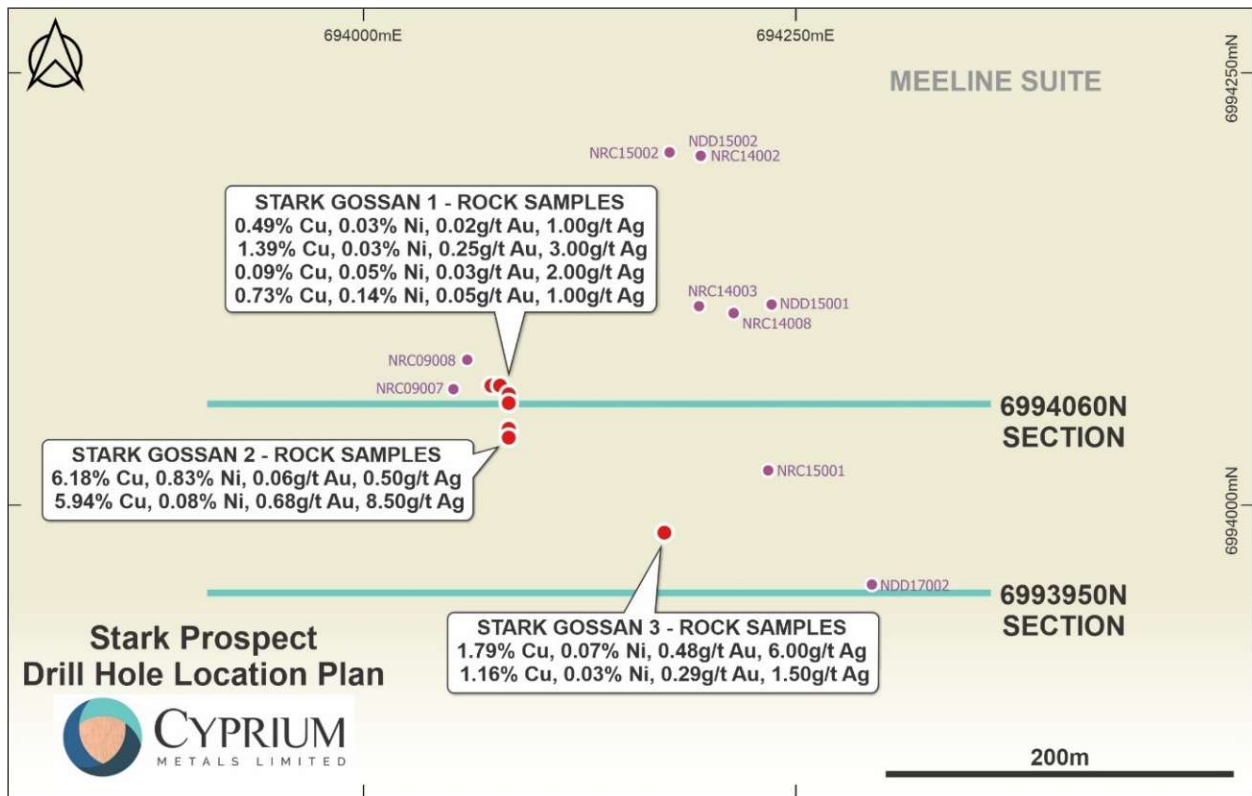 694000mE
694250mE
6994250mN
MEELINE SUITE
NDD15002
NRC15002
NRC14002
STARK GOSSAN 1 - ROCK SAMPLES
0.49% Cu, 0.03% Ni, 0.02g/t Au, 1.00g/t Ag
1.39% Cu, 0.03% Ni, 0.25g/t Au, 3.00g/t Ag
0.09% Cu, 0.05% Ni, 0.03g/t Au, 2.00g/t Ag
0.73% Cu, 0.14% Ni, 0.05g/t Au, 1.00g/t Ag
NRC14003
NDD15001
NRC14008
NRC09008
NRC09007
6994060N
SECTION
STARK GOSSAN 2 - ROCK SAMPLES
6.18% Cu, 0.83% Ni, 0.06g/t Au, 0.50g/t Ag
5.94% Cu, 0.08% Ni, 0.68g/t Au, 8.50g/t Ag
NRC15001
6994000mN
NDD17002
6993950N
SECTION
STARK GOSSAN 3 - ROCK SAMPLES
1.79% Cu, 0.07% Ni, 0.48g/t Au, 6.00g/t Ag
1.16% Cu, 0.03% Ni, 0.29g/t Au, 1.50g/t Ag
Stark Prospect
Drill Hole Location Plan
CYPRIUM
METALS LIMITED
200m